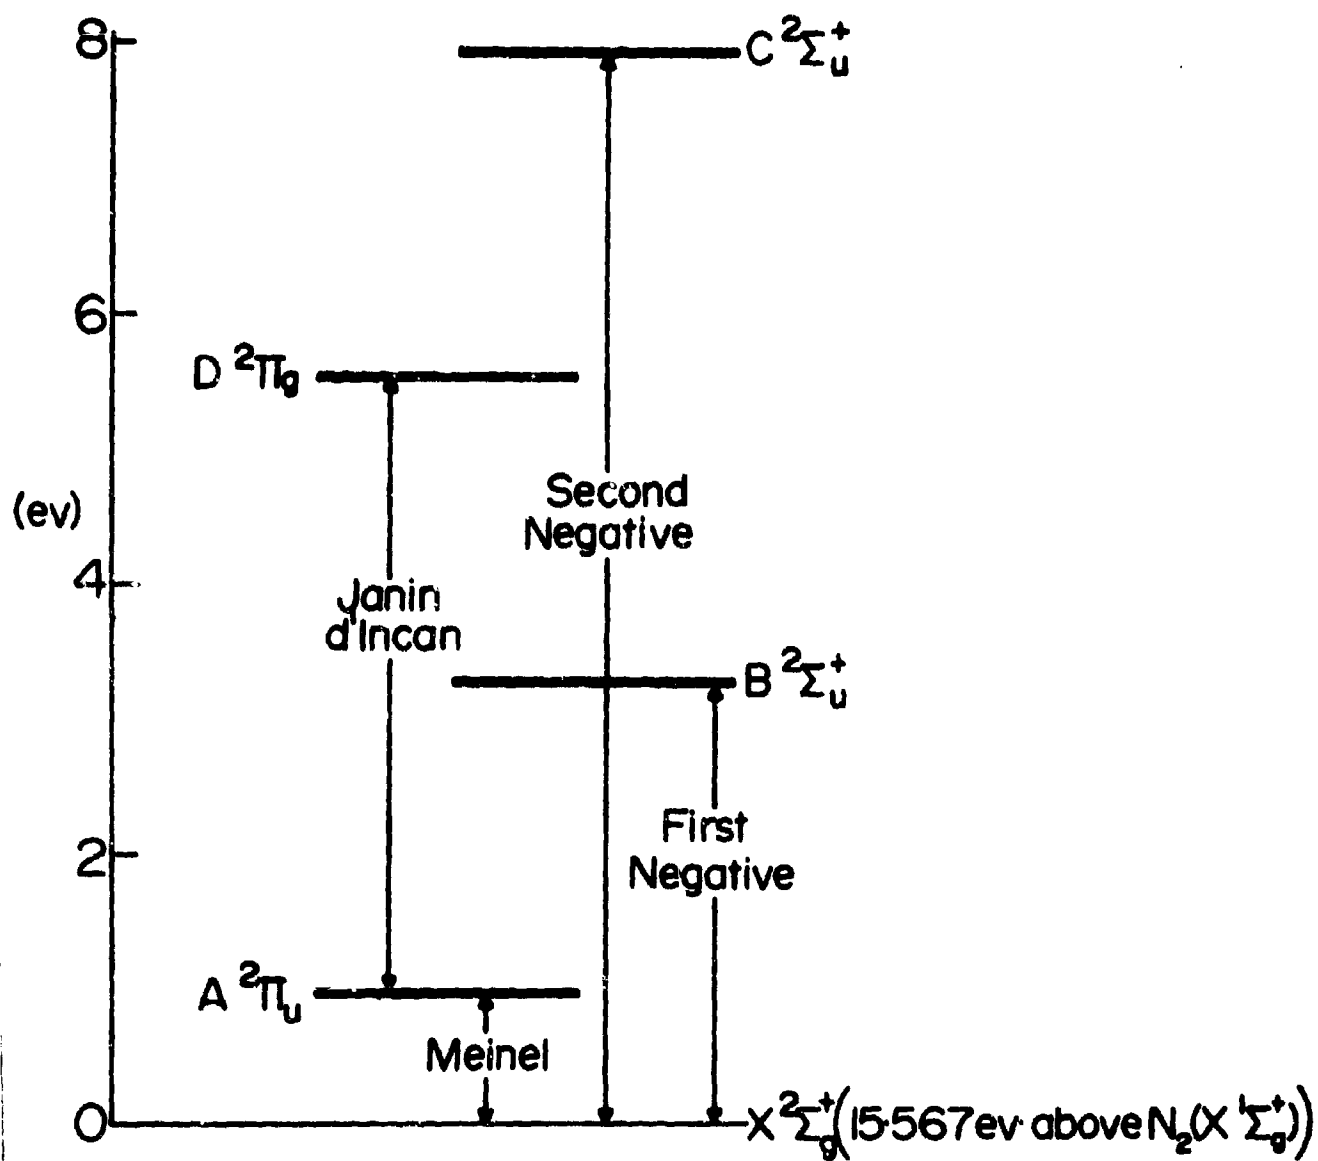 8
C ²Σᵤ⁺
6
D ²Πg
(ev)
Second
Negative
4
Janin
d'Incan
B ²Σᵤ⁺
First
Negative
2
A ²Πᵤ
Meinel
0
X ²Σg⁺(15·567ev· above N₂(X ¹Σg⁺))